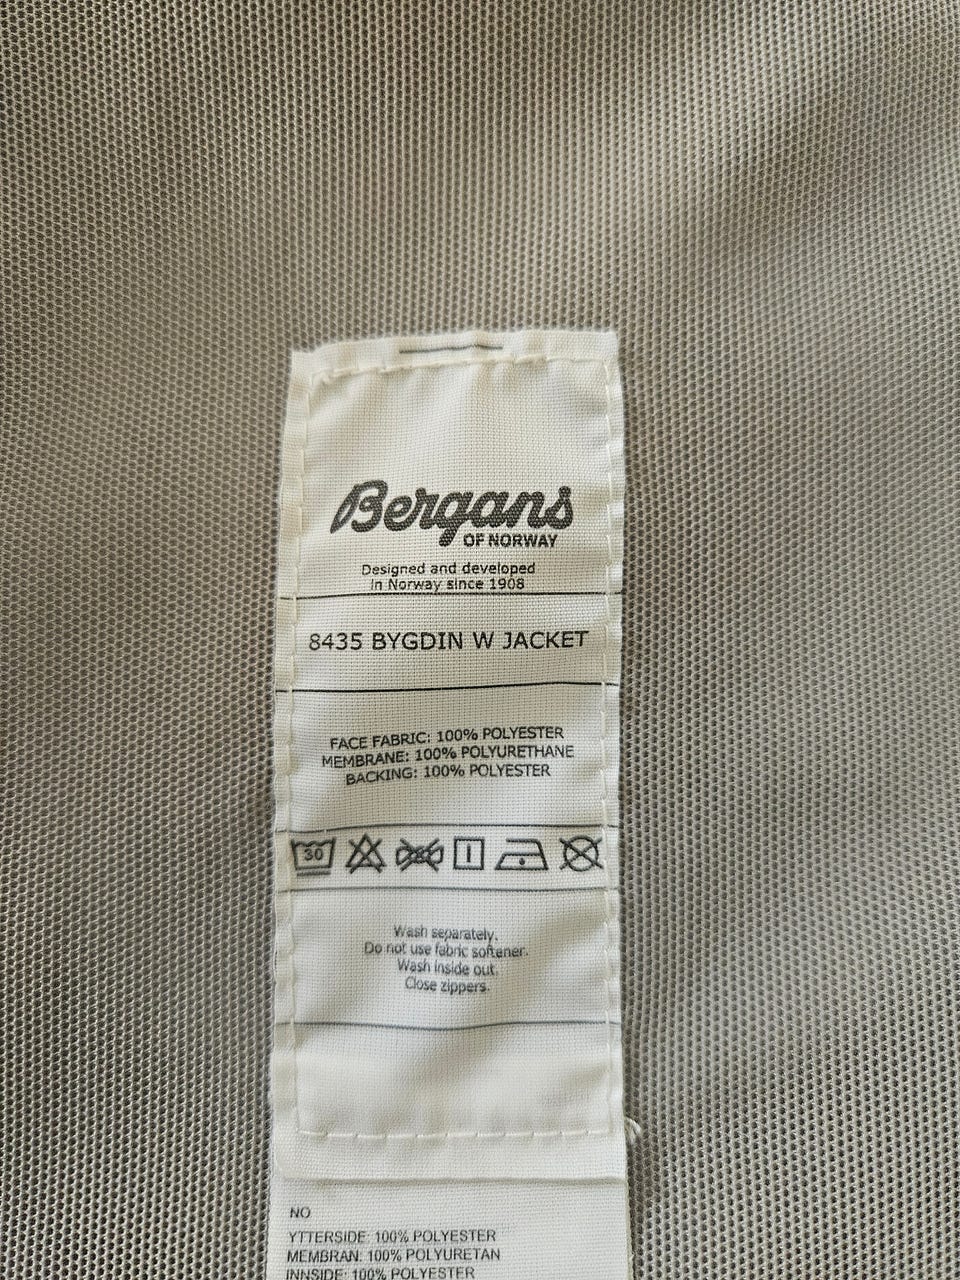 Bergans
OF NORWAY
Designed and developed
in Norway since 1908
8435 BYGDIN W JACKET
FACE FABRIC: 100% POLYESTER
MEMBRANE: 100% POLYURETHANE
BACKING: 100% POLYESTER
30
Wash separately.
Do not use fabric softener.
Wash inside out.
Close zippers.
NO
YTTERSIDE: 100% POLYESTER
MEMBRAN: 100% POLYURETAN
INNSIDE: 100% POLYESTER